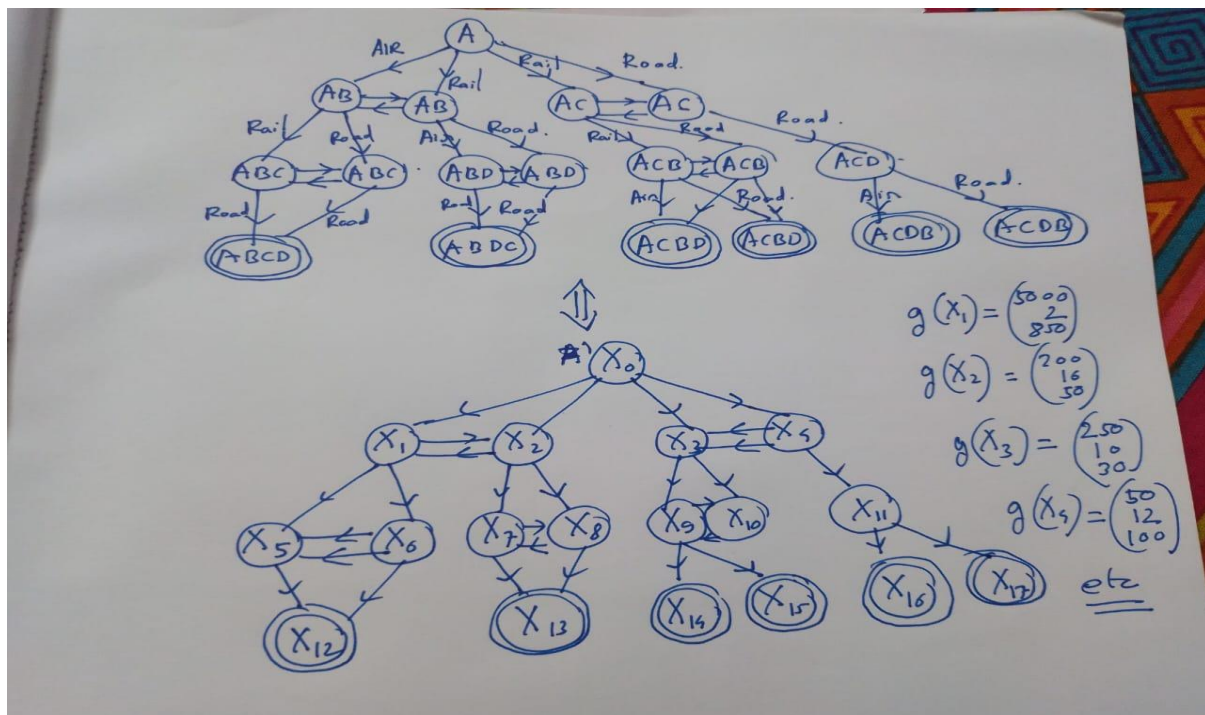 A
AIR Rail Rail Road.
AB AB AC AC
Rail Road Air Road. Rail Road Road.
ABC ABC ABD ABD ACB ACB ACD
Road Road Road Road Air Road. Air Road.
ABCD ABDC ACBD ACBD ACDB ACDB
⇕
X₀
X₁ X₂ X₃ X₄
X₅ X₆ X₇ X₈ X₉ X₁₀ X₁₁
X₁₂ X₁₃ X₁₄ X₁₅ X₁₆ X₁₇
g(X₁) = (5000 2 850)
g(X₂) = (200 16 50)
g(X₃) = (250 10 30)
g(X₄) = (50 12 100)
etc